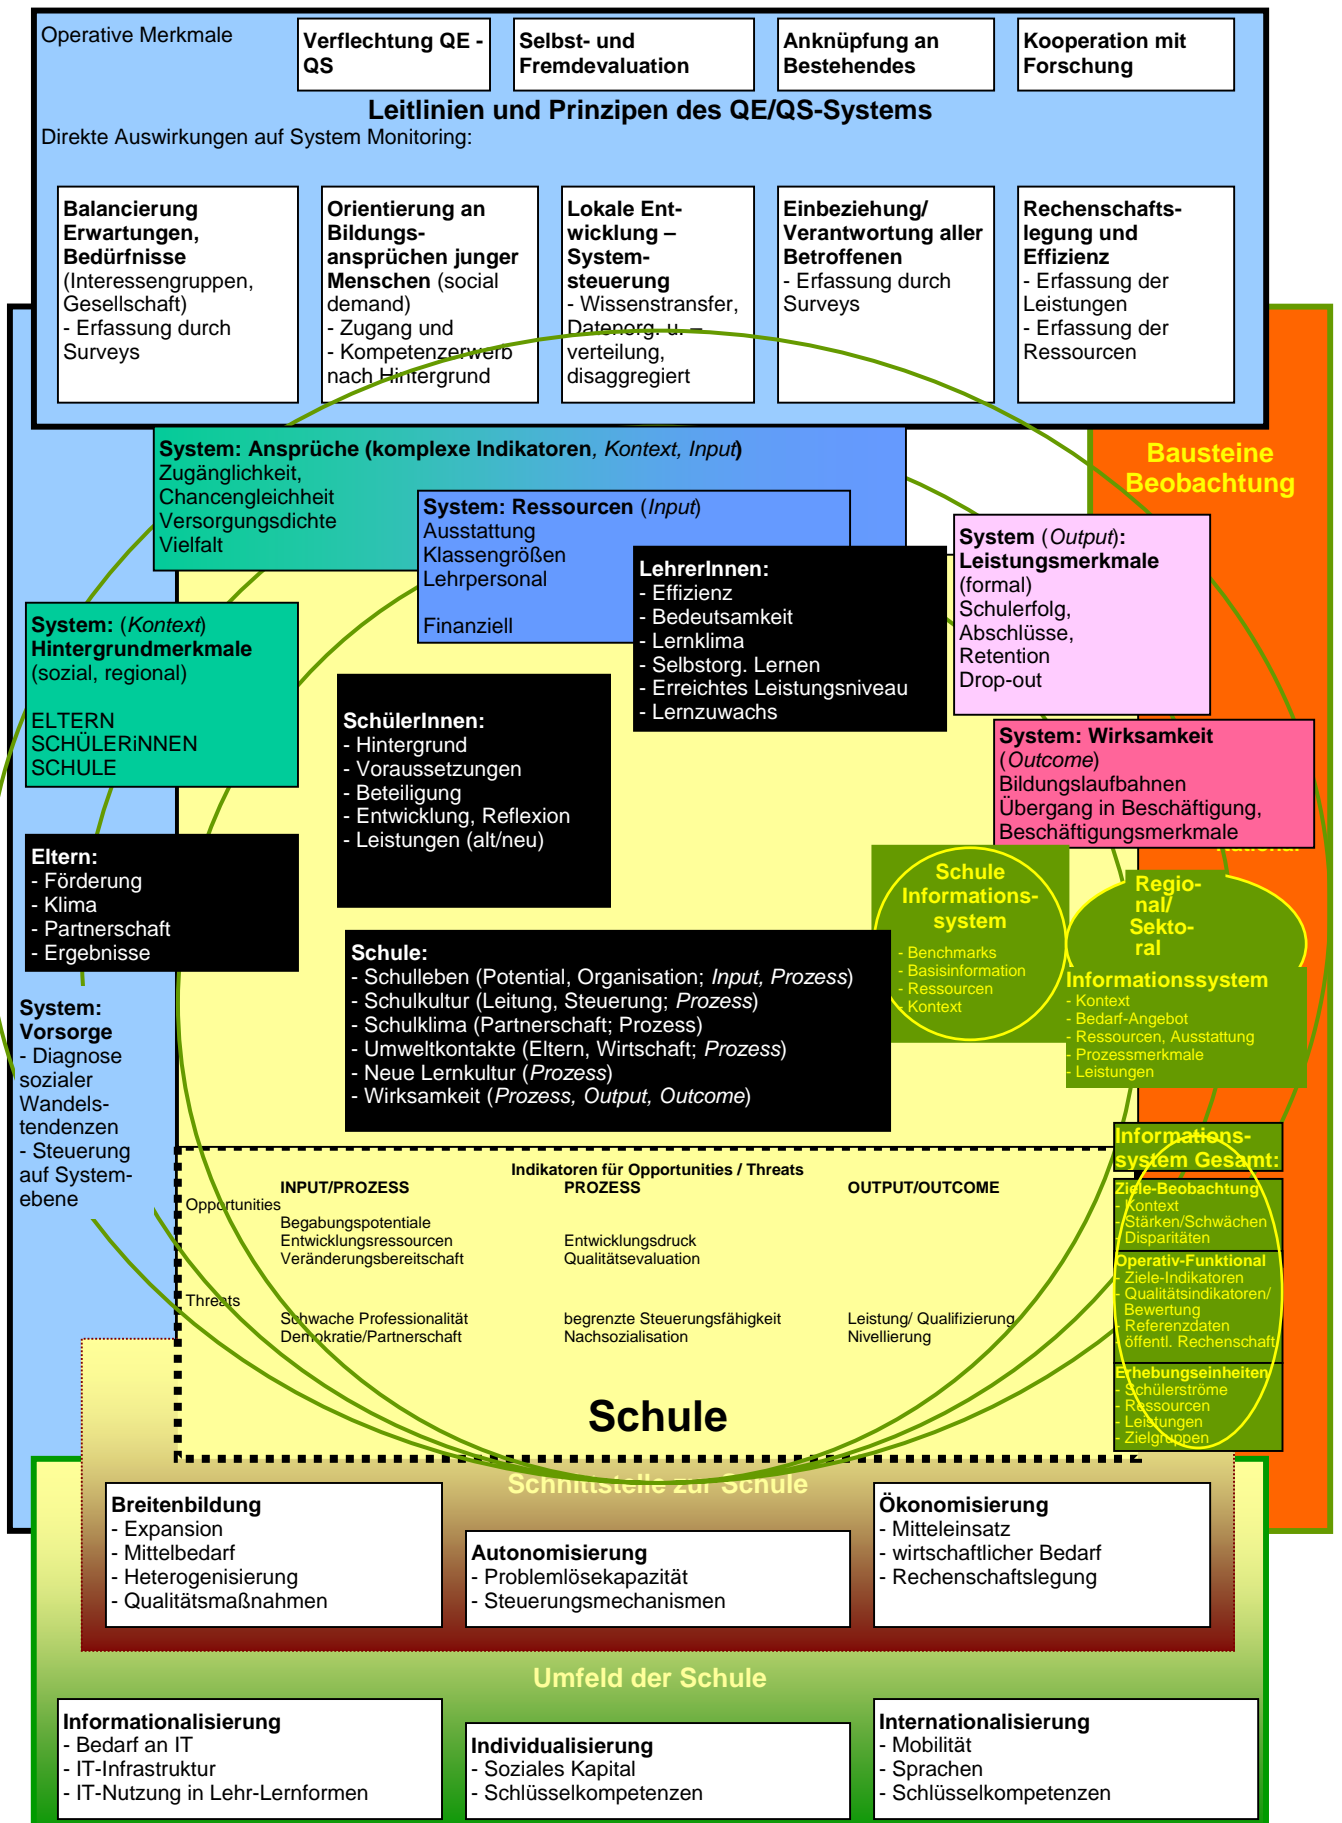 Operative Merkmale
Verflechtung QE -
QS
Selbst- und
Fremdevaluation
Anknüpfung an
Bestehendes
Kooperation mit
Forschung
Leitlinien und Prinzipen des QE/QS-Systems
Direkte Auswirkungen auf System Monitoring:
Balancierung
Erwartungen,
Bedürfnisse
(Interessengruppen,
Gesellschaft)
- Erfassung durch
Surveys
Orientierung an
Bildungs-
ansprüchen junger
Menschen (social
demand)
- Zugang und
- Kompetenzerwerb
nach Hintergrund
Lokale Ent-
wicklung –
System-
steuerung
- Wissenstransfer,
Datenorg. u. –
verteilung,
disaggregiert
Einbeziehung/
Verantwortung aller
Betroffenen
- Erfassung durch
Surveys
Rechenschafts-
legung und
Effizienz
- Erfassung der
Leistungen
- Erfassung der
Ressourcen
Bausteine
Beobachtung
System: Ansprüche (komplexe Indikatoren, Kontext, Input)
Zugänglichkeit,
Chancengleichheit
Versorgungsdichte
Vielfalt
System: Ressourcen (Input)
Ausstattung
Klassengrößen
Lehrpersonal
Finanziell
LehrerInnen:
- Effizienz
- Bedeutsamkeit
- Lernklima
- Selbstorg. Lernen
- Erreichtes Leistungsniveau
- Lernzuwachs
System (Output):
Leistungsmerkmale
(formal)
Schulerfolg,
Abschlüsse,
Retention
Drop-out
System: (Kontext)
Hintergrundmerkmale
(sozial, regional)
ELTERN
SCHÜLERiNNEN
SCHULE
SchülerInnen:
- Hintergrund
- Voraussetzungen
- Beteiligung
- Entwicklung, Reflexion
- Leistungen (alt/neu)
System: Wirksamkeit
(Outcome)
Bildungslaufbahnen
Übergang in Beschäftigung,
Beschäftigungsmerkmale
Eltern:
- Förderung
- Klima
- Partnerschaft
- Ergebnisse
Schule
Informations-
system
- Benchmarks
- Basisinformation
- Ressourcen
- Kontext
Regio-
nal/
Sekto-
ral
Informationssystem
- Kontext
- Bedarf-Angebot
- Ressourcen, Ausstattung
- Prozessmerkmale
- Leistungen
Schule:
- Schulleben (Potential, Organisation; Input, Prozess)
- Schulkultur (Leitung, Steuerung; Prozess)
- Schulklima (Partnerschaft; Prozess)
- Umweltkontakte (Eltern, Wirtschaft; Prozess)
- Neue Lernkultur (Prozess)
- Wirksamkeit (Prozess, Output, Outcome)
System:
Vorsorge
- Diagnose
sozialer
Wandels-
tendenzen
- Steuerung
auf System-
ebene
Informations-
system Gesamt:
Ziele-Beobachtung
- Kontext
- Stärken/Schwächen
- Disparitäten
Operativ-Funktional
- Ziele-Indikatoren
- Qualitätsindikatoren/
Bewertung
- Referenzdaten
- öffentl. Rechenschaft
Erhebungseinheiten
- Schülerströme
- Ressourcen
- Leistungen
- Zielgruppen
Indikatoren für Opportunities / Threats
INPUT/PROZESS PROZESS OUTPUT/OUTCOME
Opportunities
Begabungspotentiale
Entwicklungsressourcen Entwicklungsdruck
Veränderungsbereitschaft Qualitätsevaluation
Threats
Schwache Professionalität begrenzte Steuerungsfähigkeit Leistung/ Qualifizierung
Demokratie/Partnerschaft Nachsozialisation Nivellierung
Schule
Schnittstelle zur Schule
Breitenbildung
- Expansion
- Mittelbedarf
- Heterogenisierung
- Qualitätsmaßnahmen
Autonomisierung
- Problemlösekapazität
- Steuerungsmechanismen
Ökonomisierung
- Mitteleinsatz
- wirtschaftlicher Bedarf
- Rechenschaftslegung
Umfeld der Schule
Informationalisierung
- Bedarf an IT
- IT-Infrastruktur
- IT-Nutzung in Lehr-Lernformen
Individualisierung
- Soziales Kapital
- Schlüsselkompetenzen
Internationalisierung
- Mobilität
- Sprachen
- Schlüsselkompetenzen